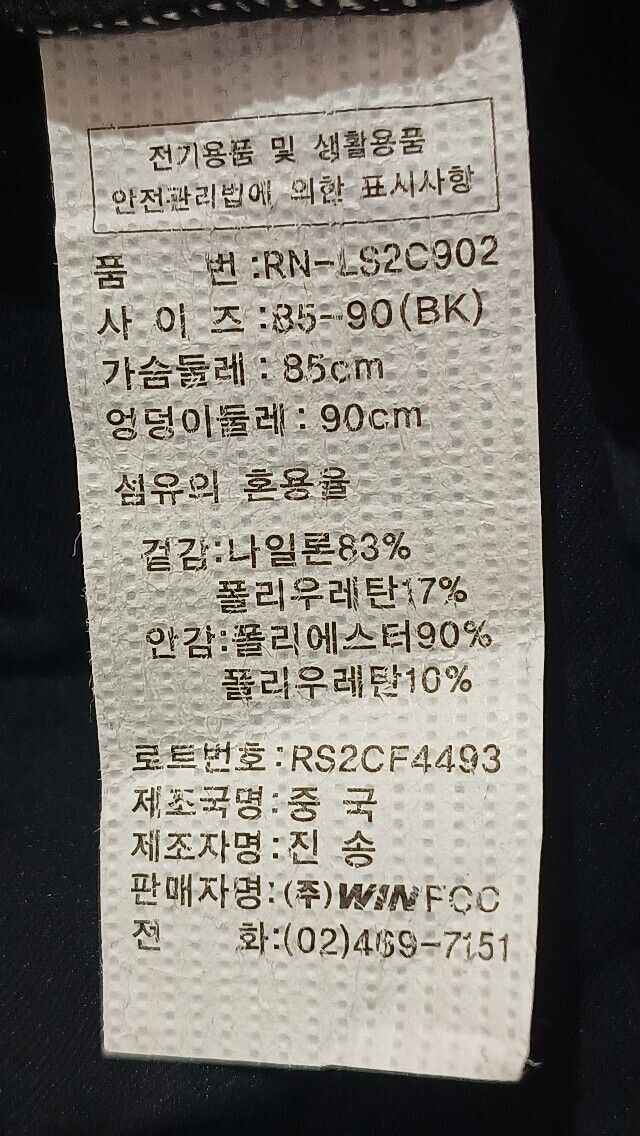 전기용품 및 생활용품
안전관리법에 의한 표시사항
품 번:RN-LS2C902
사 이 즈:85-90(BK)
가슴둘레:85cm
엉덩이둘레:90cm
섬유의 혼용율
겉감:나일론83%
폴리우레탄17%
안감:폴리에스터90%
폴리우레탄10%
로트번호:RS2CF4493
제조국명:중 국
제조자명:진 송
판매자명:(주)WINFCC
전 화:(02)469-7151